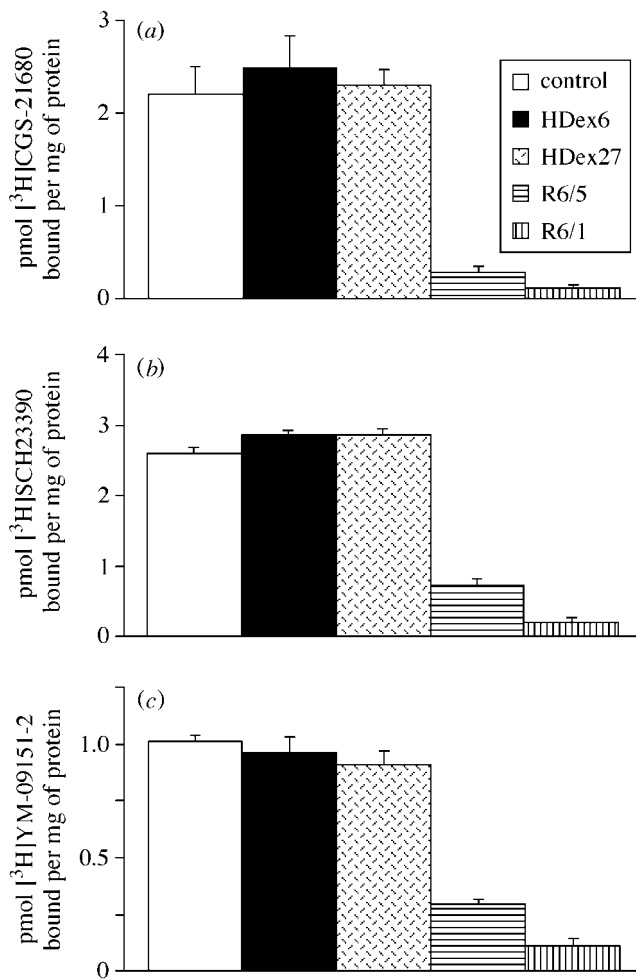 (a)
pmol [³H]CGS-21680
bound per mg of protein
3
2
1
0
control
HDex6
HDex27
R6/5
R6/1
(b)
pmol [³H]SCH23390
bound per mg of protein
4
3
2
1
0
(c)
pmol [³H]YM-09151-2
bound per mg of protein
1.0
0.5
0